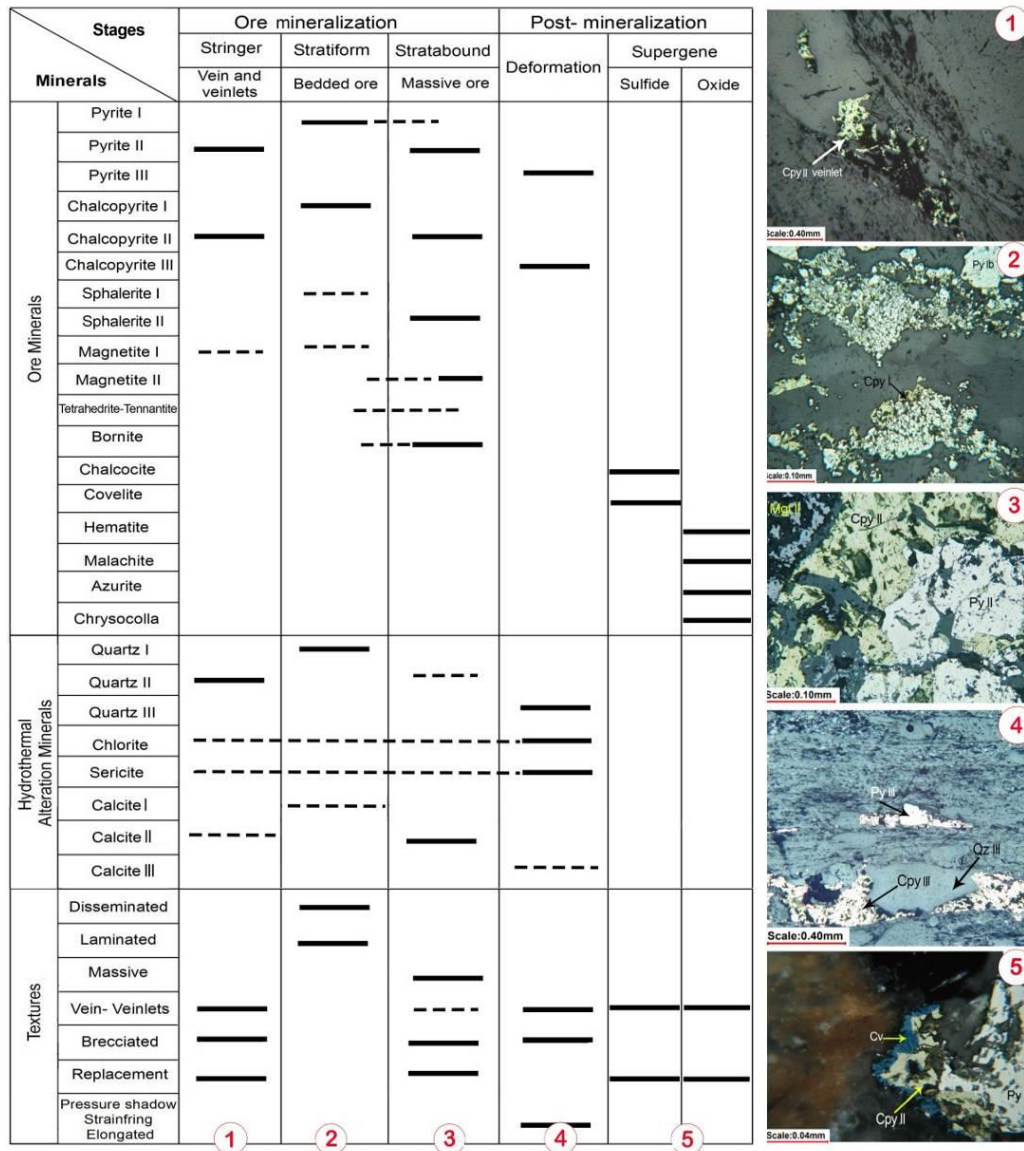 Stages
Minerals
Ore mineralization
Post- mineralization
Stringer
Stratiform
Stratabound
Deformation
Supergene
Vein and
veinlets
Bedded ore
Massive ore
Sulfide
Oxide
Ore Minerals
Pyrite I
Pyrite II
Pyrite III
Chalcopyrite I
Chalcopyrite II
Chalcopyrite III
Sphalerite I
Sphalerite II
Magnetite I
Magnetite II
Tetrahedrite-Tennantite
Bornite
Chalcocite
Covelite
Hematite
Malachite
Azurite
Chrysocolla
Hydrothermal
Alteration Minerals
Quartz I
Quartz II
Quartz III
Chlorite
Sericite
Calcite I
Calcite II
Calcite III
Textures
Disseminated
Laminated
Massive
Vein- Veinlets
Brecciated
Replacement
Pressure shadow
Strainfring
Elongated
1
2
3
4
5
1
Cpy II veinlet
Scale:0.40mm
2
Py Ib
Cpy I
Scale:0.10mm
3
Mgt II
Cpy II
Py II
Scale:0.10mm
4
Py III
Qz III
Cpy III
Scale:0.40mm
5
Cv
Cpy II
Py
Scale:0.04mm